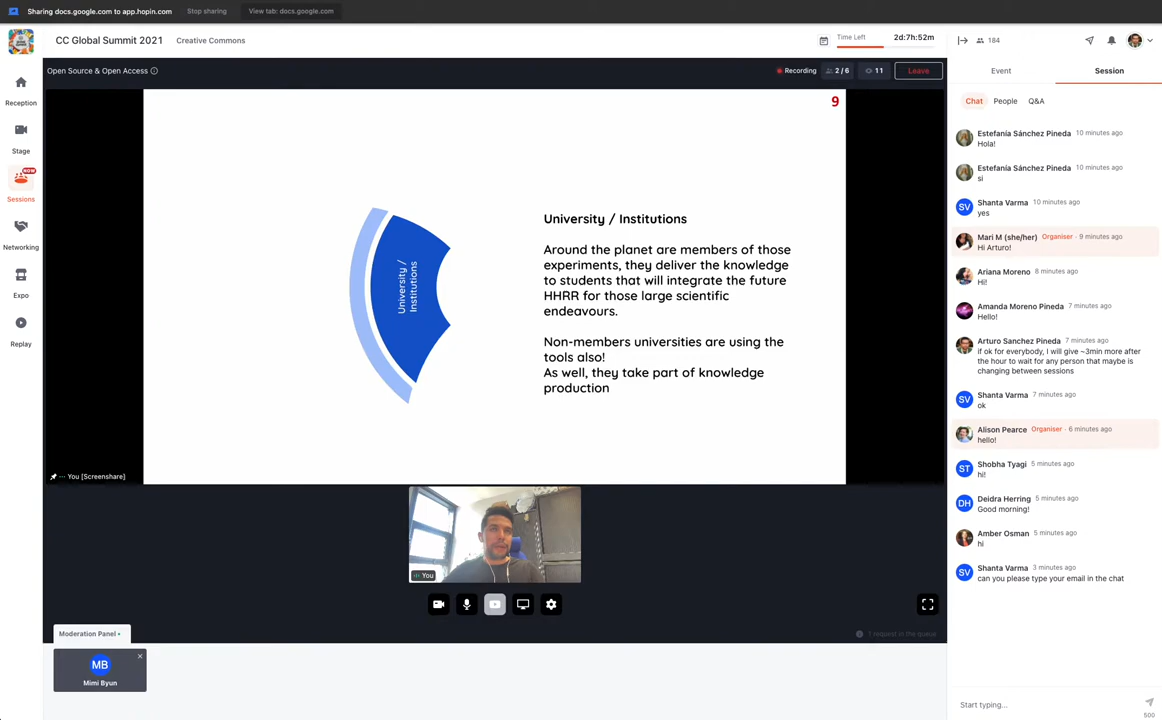 Sharing docs.google.com to app.hopin.com
Stop sharing
View tab: docs.google.com
CC Global Summit 2021
Creative Commons
Time Left
2d:7h:52m
184
Open Source & Open Access
Recording
2 / 6
11
Leave
Reception
Stage
NOW
Sessions
Networking
Expo
Replay
9
University /
Institutions
University / Institutions
Around the planet are members of those
experiments, they deliver the knowledge
to students that will integrate the future
HHRR for those large scientific
endeavours.
Non-members universities are using the
tools also!
As well, they take part of knowledge
production
You [Screenshare]
You
Moderation Panel
1 request in the queue
MB
Mimi Byun
Event
Session
Chat
People
Q&A
Estefanía Sánchez Pineda 10 minutes ago
Hola!
Estefanía Sánchez Pineda 10 minutes ago
si
SV
Shanta Varma 10 minutes ago
yes
Mari M (she/her) Organiser · 9 minutes ago
Hi Arturo!
Ariana Moreno 8 minutes ago
Hi!
Amanda Moreno Pineda 7 minutes ago
Hello!
Arturo Sanchez Pineda 7 minutes ago
if ok for everybody, I will give ~3min more after
the hour to wait for any person that maybe is
changing between sessions
SV
Shanta Varma 7 minutes ago
ok
Alison Pearce Organiser · 6 minutes ago
hello!
ST
Shobha Tyagi 5 minutes ago
hi!
DH
Deidra Herring 5 minutes ago
Good morning!
Amber Osman 5 minutes ago
hi
SV
Shanta Varma 3 minutes ago
can you please type your email in the chat
Start typing...
500